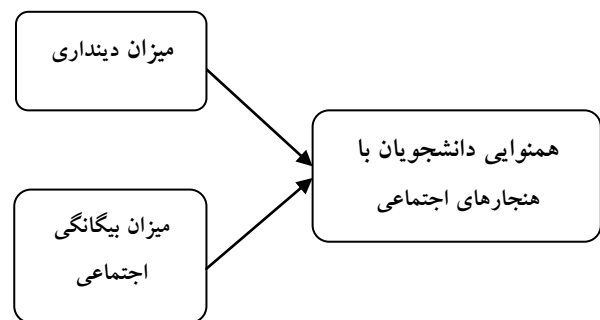 میزان دینداری
همنوایی دانشجویان با
هنجارهای اجتماعی
میزان بیگانگی
اجتماعی